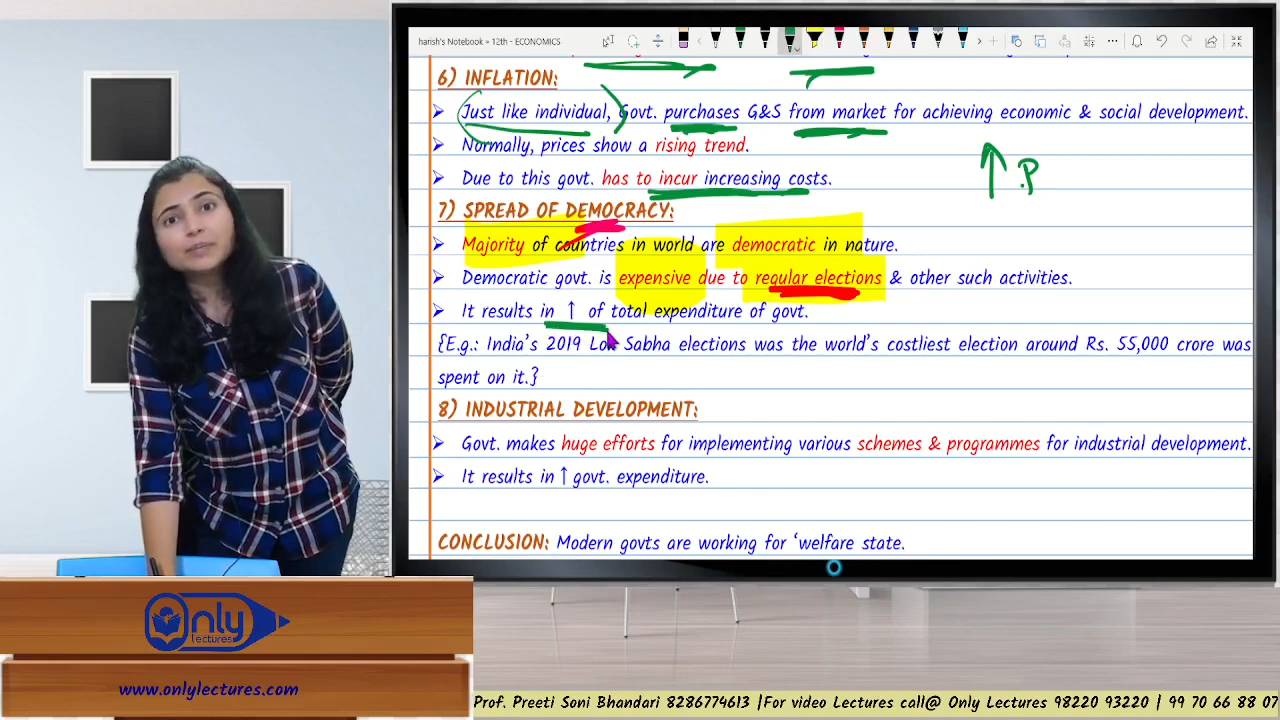 harish's Notebook » 12th - ECONOMICS
6) INFLATION:
➢ Just like individual, Govt. purchases G&S from market for achieving economic & social development.
➢ Normally, prices show a rising trend.
➢ Due to this govt. has to incur increasing costs.
↑ P
7) SPREAD OF DEMOCRACY:
➢ Majority of countries in world are democratic in nature.
➢ Democratic govt. is expensive due to regular elections & other such activities.
➢ It results in ↑ of total expenditure of govt.
{E.g.: India's 2019 Lok Sabha elections was the world's costliest election around Rs. 55,000 crore was
spent on it.}
8) INDUSTRIAL DEVELOPMENT:
➢ Govt. makes huge efforts for implementing various schemes & programmes for industrial development.
➢ It results in ↑ govt. expenditure.
CONCLUSION: Modern govts are working for 'welfare state.
Only
lectures
www.onlylectures.com
Prof. Preeti Soni Bhandari 8286774613 |For video Lectures call@ Only Lectures 98220 93220 | 99 70 66 88 07